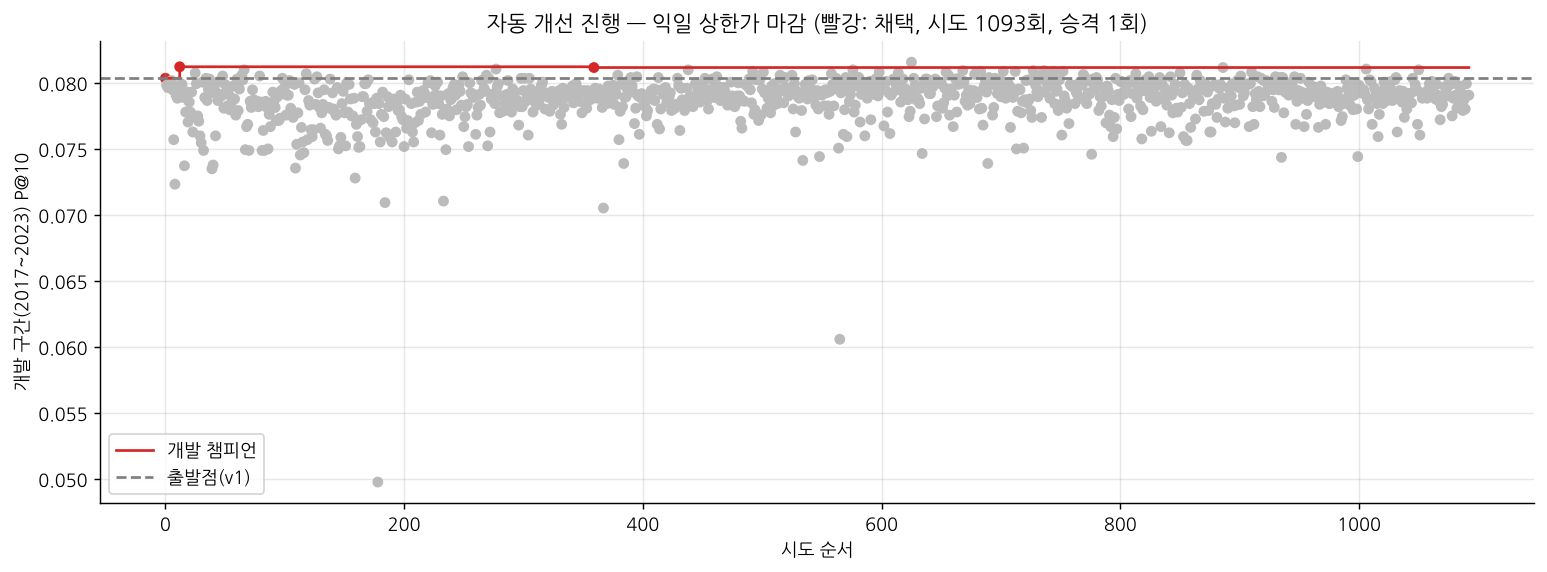 자동 개선 진행 — 익일 상한가 마감 (빨강: 채택, 시도 1093회, 승격 1회)
개발 구간(2017~2023) P@10
0.080
0.075
0.070
0.065
0.060
0.055
0.050
개발 챔피언
출발점(v1)
0
200
400
600
800
1000
시도 순서